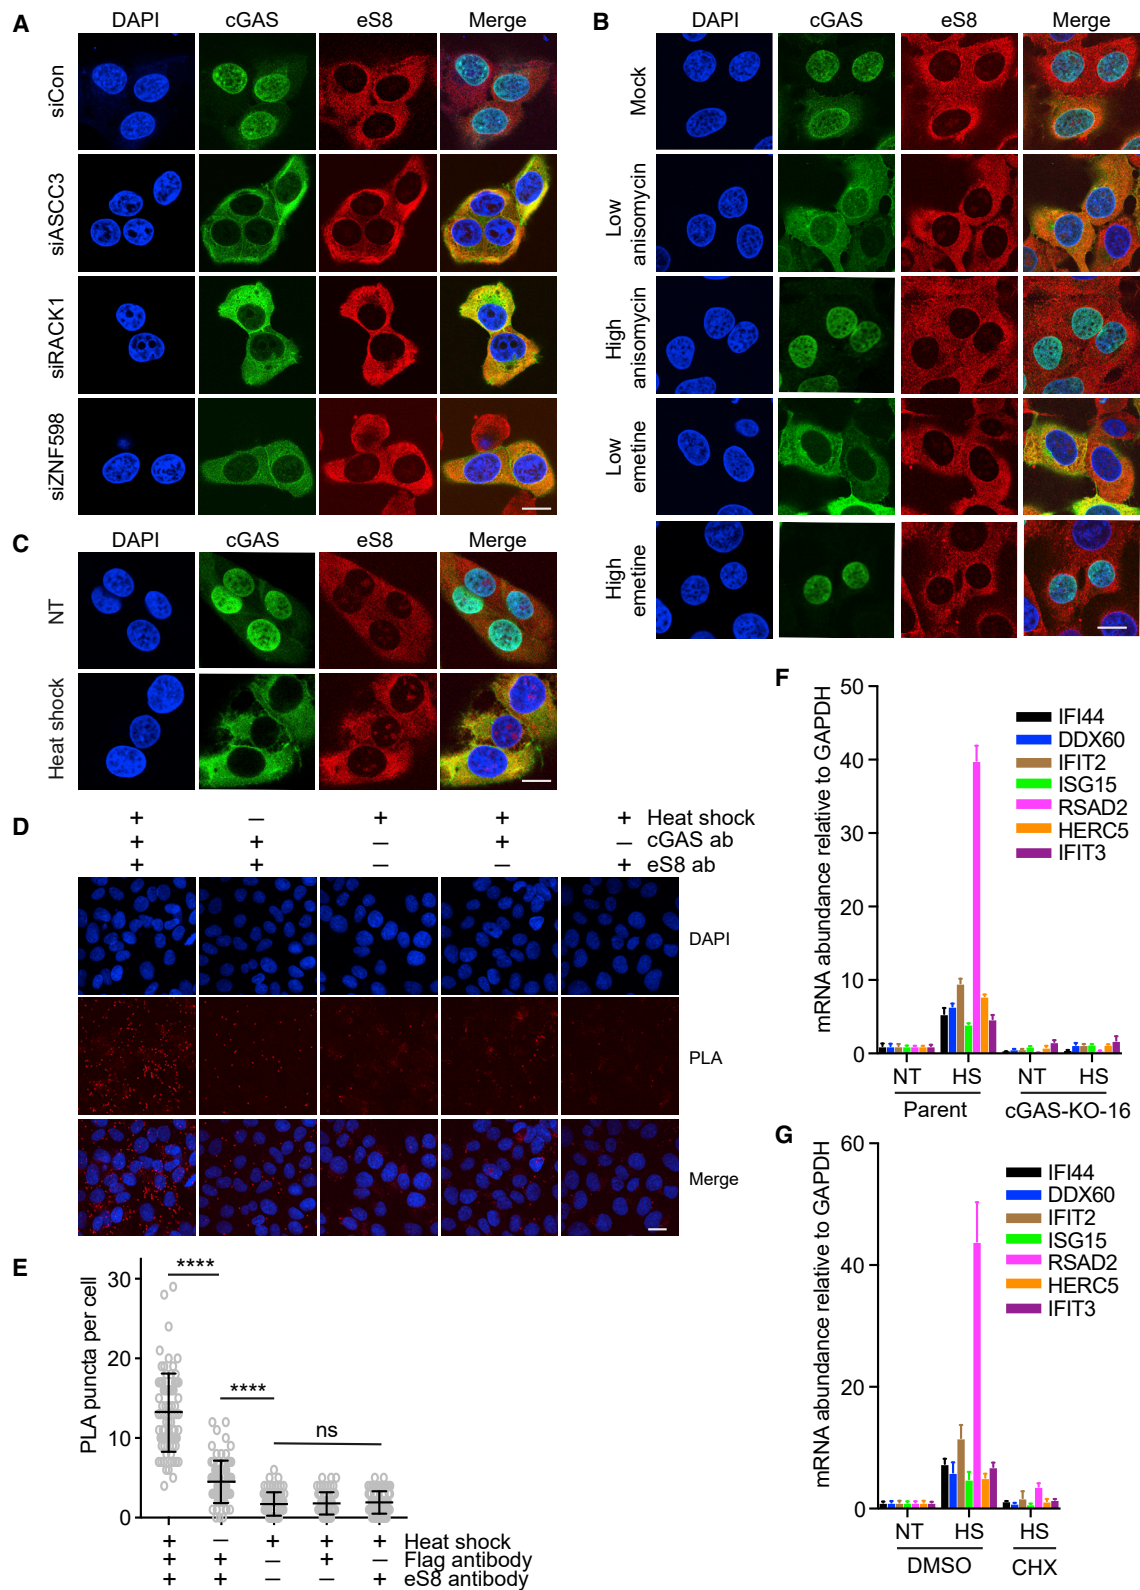 A
DAPI cGAS eS8 Merge
siCon
siASCC3
siRACK1
siZNF598
B
DAPI cGAS eS8 Merge
Mock
Low
anisomycin
High
anisomycin
Low
emetine
High
emetine
C
DAPI cGAS eS8 Merge
NT
Heat shock
D
+ – + + + Heat shock
+ + – + – cGAS ab
+ + – – + eS8 ab
DAPI
PLA
Merge
E
PLA puncta per cell
30
20
10
0
**** 
****
ns
+ – + + + Heat shock
+ + – + – Flag antibody
+ + – – + eS8 antibody
F
mRNA abundance relative to GAPDH
50
40
30
20
10
0
IFI44
DDX60
IFIT2
ISG15
RSAD2
HERC5
IFIT3
NT HS NT HS
Parent cGAS-KO-16
G
mRNA abundance relative to GAPDH
60
40
20
0
IFI44
DDX60
IFIT2
ISG15
RSAD2
HERC5
IFIT3
NT HS HS
DMSO CHX